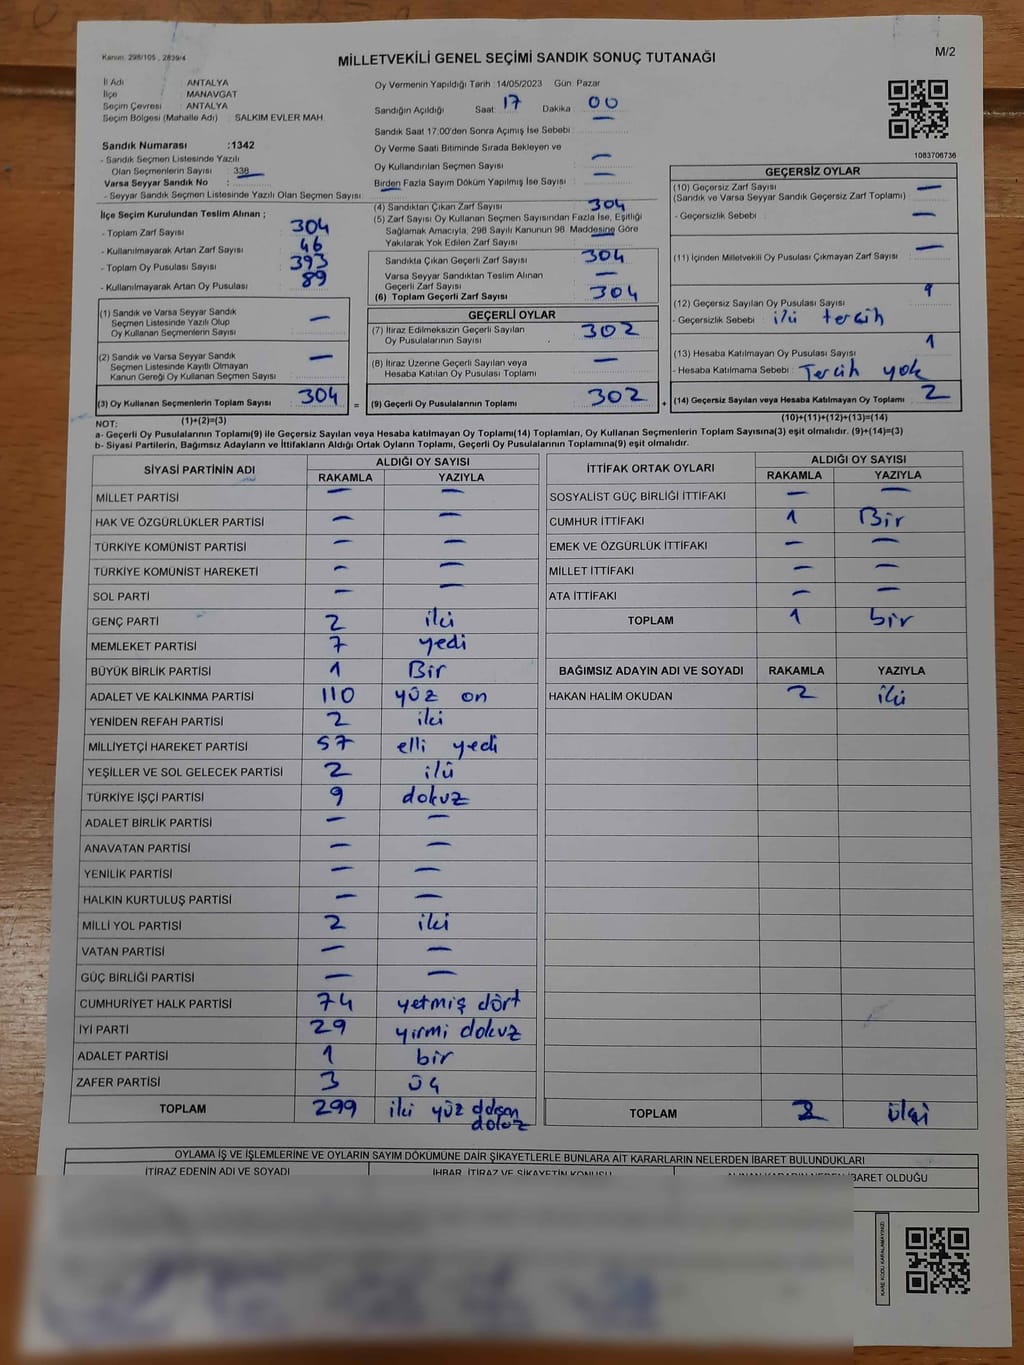 Kanun: 298/105 , 2839/4
MİLLETVEKİLİ GENEL SEÇİMİ SANDIK SONUÇ TUTANAĞI
M/2
İl Adı : ANTALYA
İlçe : MANAVGAT
Seçim Çevresi : ANTALYA
Seçim Bölgesi (Mahalle Adı) : SALKIM EVLER MAH.
Sandık Numarası :1342
- Sandık Seçmen Listesinde Yazılı
Olan Seçmenlerin Sayısı : 338
Varsa Seyyar Sandık No :
- Seyyar Sandık Seçmen Listesinde Yazılı Olan Seçmen Sayısı :
Oy Vermenin Yapıldığı Tarih :14/05/2023 Gün: Pazar
Sandığın Açıldığı Saat: 17 Dakika : 00
Sandık Saat 17.00'den Sonra Açılmış İse Sebebi : —
Oy Verme Saati Bitiminde Sırada Bekleyen ve
Oy Kullandırılan Seçmen Sayısı : —
Birden Fazla Sayım Döküm Yapılmış İse Sayısı : —
1083706736
İlçe Seçim Kurulundan Teslim Alınan ;
- Toplam Zarf Sayısı : 304
- Kullanılmayarak Artan Zarf Sayısı : 46
- Toplam Oy Pusulası Sayısı : 393
- Kullanılmayarak Artan Oy Pusulası : 89
(4) Sandıktan Çıkan Zarf Sayısı : 304
(5) Zarf Sayısı Oy Kullanan Seçmen Sayısından Fazla İse, Eşitliği
Sağlamak Amacıyla, 298 Sayılı Kanunun 98. Maddesine Göre
Yakılarak Yok Edilen Zarf Sayısı : —
Sandıkta Çıkan Geçerli Zarf Sayısı : 304
Varsa Seyyar Sandıktan Teslim Alınan
Geçerli Zarf Sayısı : —
(6) Toplam Geçerli Zarf Sayısı : 304
GEÇERSİZ OYLAR
(10) Geçersiz Zarf Sayısı : —
(Sandık ve Varsa Seyyar Sandık Geçersiz Zarf Toplamı)
- Geçersizlik Sebebi : —
(11) İçinden Milletvekili Oy Pusulası Çıkmayan Zarf Sayısı : —
(12) Geçersiz Sayılan Oy Pusulası Sayısı : 1
- Geçersizlik Sebebi : iki tercih
(13) Hesaba Katılmayan Oy Pusulası Sayısı : 1
- Hesaba Katılmama Sebebi : Tercih yok
(14) Geçersiz Sayılan veya Hesaba Katılmayan Oy Toplamı : 2
(1) Sandık ve Varsa Seyyar Sandık
Seçmen Listesinde Yazılı Olup
Oy Kullanan Seçmenlerin Sayısı : —
(2) Sandık ve Varsa Seyyar Sandık
Seçmen Listesinde Kayıtlı Olmayan
Kanun Gereği Oy Kullanan Seçmen Sayısı : —
(3) Oy Kullanan Seçmenlerin Toplam Sayısı : 304
GEÇERLİ OYLAR
(7) İtiraz Edilmeksizin Geçerli Sayılan
Oy Pusulalarının Sayısı : 302
(8) İtiraz Üzerine Geçerli Sayılan veya
Hesaba Katılan Oy Pusulası Toplamı : —
= (9) Geçerli Oy Pusulalarının Toplamı : 302 +
NOT: (1)+(2)=(3) (10)+(11)+(12)+(13)=(14)
a- Geçerli Oy Pusulalarının Toplamı(9) ile Geçersiz Sayılan veya Hesaba katılmayan Oy Toplamı(14) Toplamları, Oy Kullanan Seçmenlerin Toplam Sayısına(3) eşit olmalıdır. (9)+(14)=(3)
b- Siyasi Partilerin, Bağımsız Adayların ve İttifakların Aldığı Ortak Oyların Toplamı, Geçerli Oy Pusulalarının Toplamına(9) eşit olmalıdır.
SİYASİ PARTİNİN ADI ALDIĞI OY SAYISI
RAKAMLA YAZIYLA
MİLLET PARTİSİ — —
HAK VE ÖZGÜRLÜKLER PARTİSİ — —
TÜRKİYE KOMÜNİST PARTİSİ — —
TÜRKİYE KOMÜNİST HAREKETİ — —
SOL PARTİ — —
GENÇ PARTİ 2 iki
MEMLEKET PARTİSİ 7 yedi
BÜYÜK BİRLİK PARTİSİ 1 Bir
ADALET VE KALKINMA PARTİSİ 110 yüz on
YENİDEN REFAH PARTİSİ 2 iki
MİLLİYETÇİ HAREKET PARTİSİ 57 elli yedi
YEŞİLLER VE SOL GELECEK PARTİSİ 2 iki
TÜRKİYE İŞÇİ PARTİSİ 9 dokuz
ADALET BİRLİK PARTİSİ — —
ANAVATAN PARTİSİ — —
YENİLİK PARTİSİ — —
HALKIN KURTULUŞ PARTİSİ — —
MİLLİ YOL PARTİSİ 2 iki
VATAN PARTİSİ — —
GÜÇ BİRLİĞİ PARTİSİ — —
CUMHURİYET HALK PARTİSİ 74 yetmiş dört
İYİ PARTİ 29 yirmi dokuz
ADALET PARTİSİ 1 bir
ZAFER PARTİSİ 3 üç
TOPLAM 299 iki yüz doksan
dokuz
İTTİFAK ORTAK OYLARI ALDIĞI OY SAYISI
RAKAMLA YAZIYLA
SOSYALİST GÜÇ BİRLİĞİ İTTİFAKI — —
CUMHUR İTTİFAKI 1 Bir
EMEK VE ÖZGÜRLÜK İTTİFAKI — —
MİLLET İTTİFAKI — —
ATA İTTİFAKI — —
TOPLAM 1 bir
BAĞIMSIZ ADAYIN ADI VE SOYADI RAKAMLA YAZIYLA
HAKAN HALİM OKUDAN 2 iki
TOPLAM 2
OYLAMA İŞ VE İŞLEMLERİNE VE OYLARIN SAYIM DÖKÜMÜNE DAİR ŞİKAYETLERLE BUNLARA AİT KARARLARIN NELERDEN İBARET BULUNDUKLARI
İTİRAZ EDENİN ADI VE SOYADI
İHBAR, İTİRAZ VE ŞİKAYETİN KONUSU
ALINAN KARARIN NEDEN İBARET OLDUĞU
KARE KODU KARALAMAYINIZ!